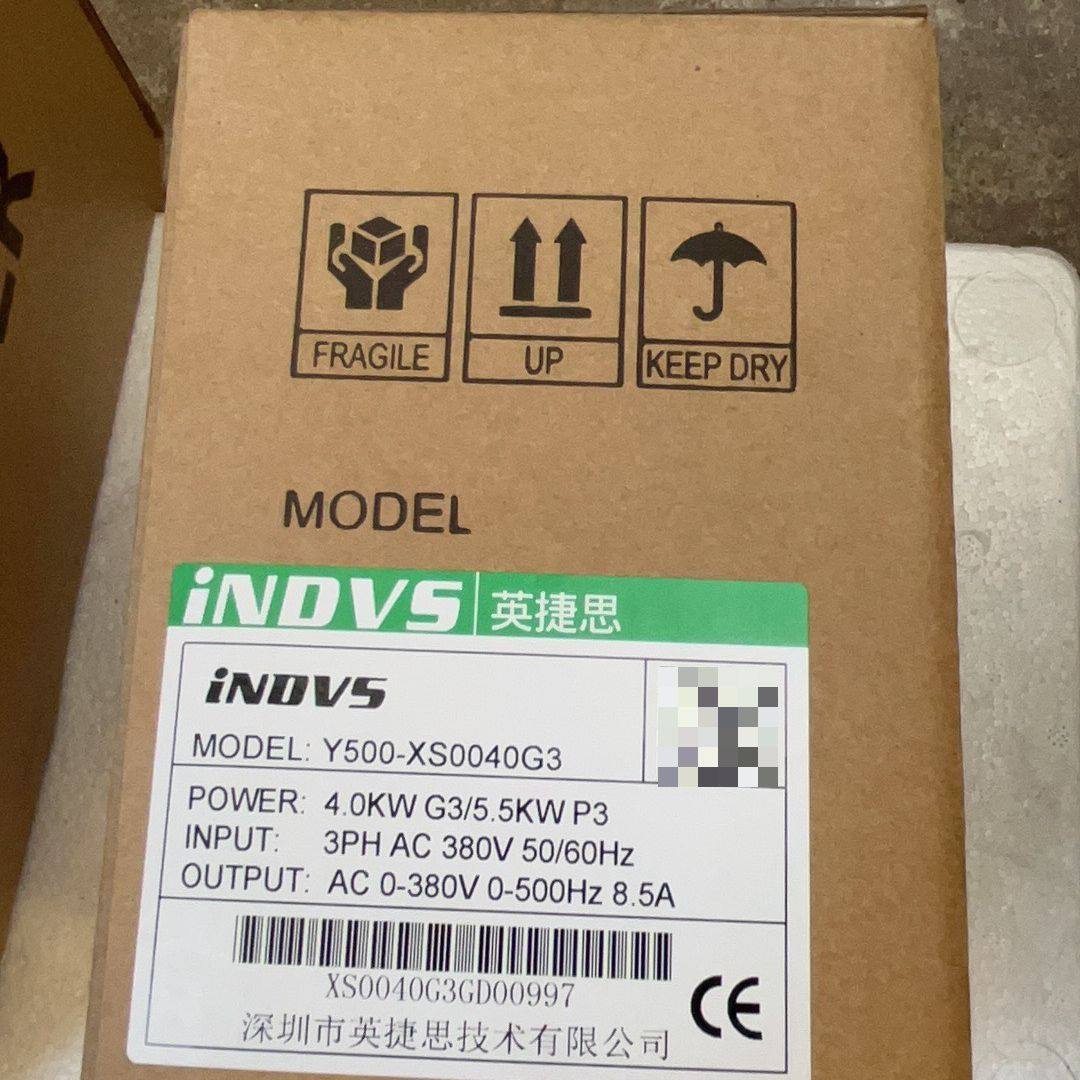 FRAGILE UP KEEP DRY
MODEL
iNDVS 英捷思
iNDVS
MODEL: Y500-XS0040G3
POWER: 4.0KW G3/5.5KW P3
INPUT: 3PH AC 380V 50/60Hz
OUTPUT: AC 0-380V 0-500Hz 8.5A
XS0040G3GD00997
深圳市英捷思技术有限公司
CE